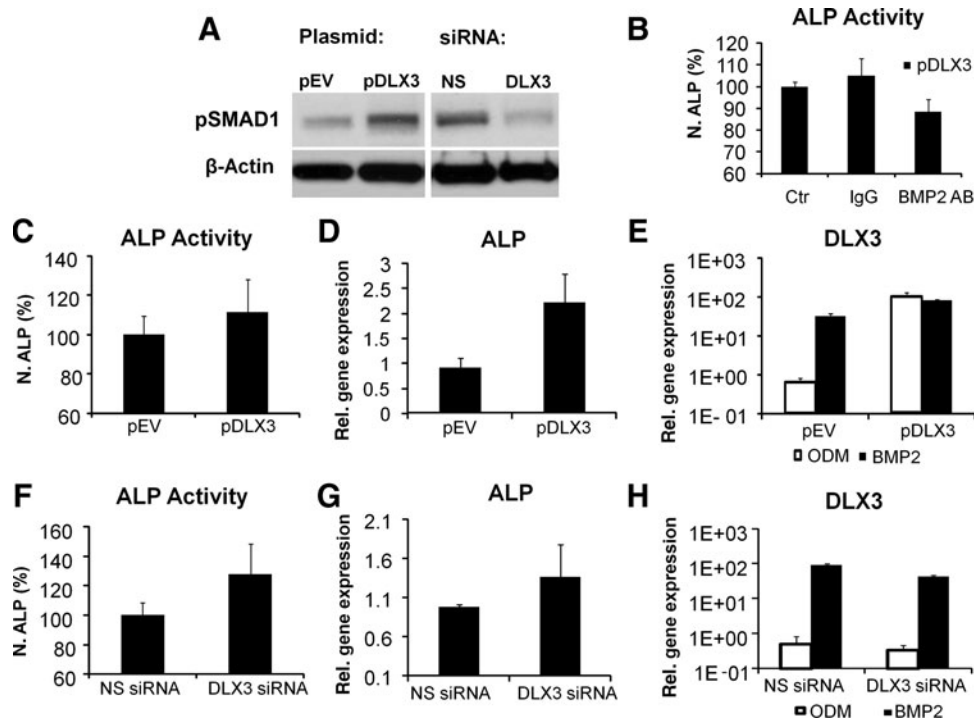 A
Plasmid:
siRNA:
pEV
pDLX3
NS
DLX3
pSMAD1
β-Actin
B
ALP Activity
N. ALP (%)
120
110
100
90
80
70
60
pDLX3
Ctr
IgG
BMP2 AB
C
ALP Activity
N. ALP (%)
140
120
100
80
60
pEV
pDLX3
D
ALP
Rel. gene expression
3
2.5
2
1.5
1
0.5
0
pEV
pDLX3
E
DLX3
Rel. gene expression
1E+03
1E+02
1E+01
1E+00
1E- 01
pEV
pDLX3
ODM
BMP2
F
ALP Activity
N. ALP (%)
160
140
120
100
80
60
NS siRNA
DLX3 siRNA
G
ALP
Rel. gene expression
2.1
1.6
1.1
0.6
0.1
NS siRNA
DLX3 siRNA
H
DLX3
Rel. gene expression
1E+03
1E+02
1E+01
1E+00
1E-01
NS siRNA
DLX3 siRNA
ODM
BMP2